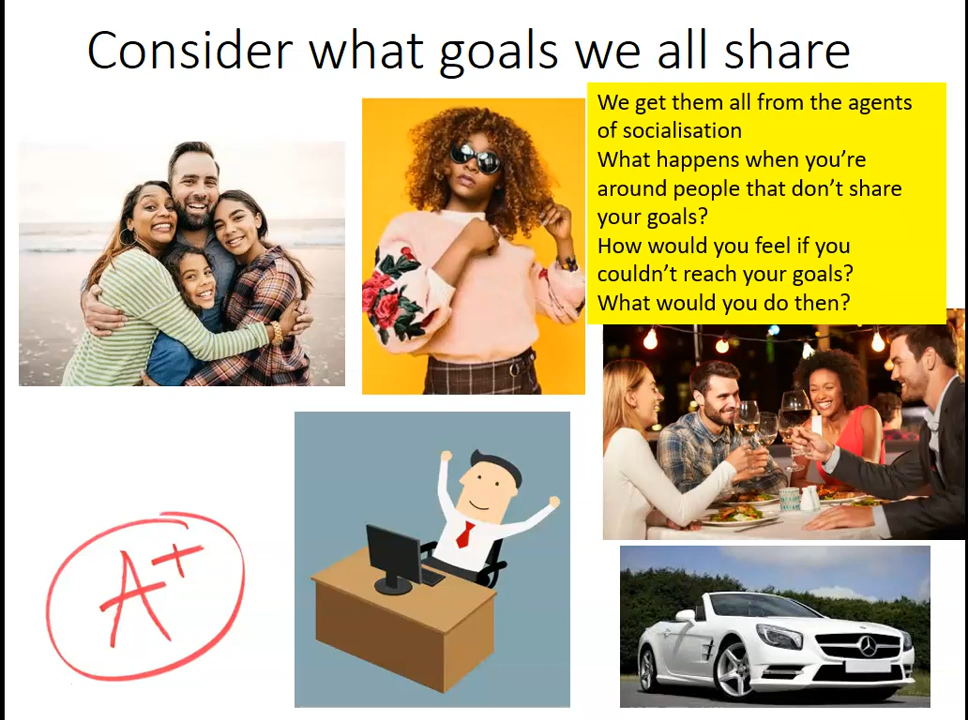 Consider what goals we all share
We get them all from the agents
of socialisation
What happens when you’re
around people that don’t share
your goals?
How would you feel if you
couldn’t reach your goals?
What would you do then?
A+